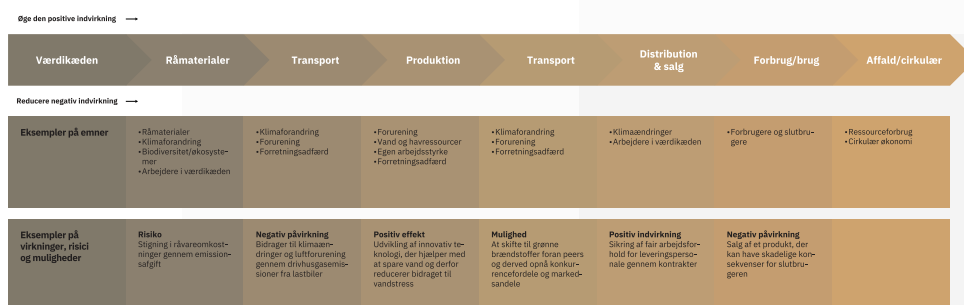 Øge den positive indvirkning
Værdikæden
Råmaterialer
Transport
Produktion
Transport
Distribution
& salg
Forbrug/brug
Affald/cirkulær
Reducere negativ indvirkning
Eksempler på emner
•Råmaterialer
•Klimaforandring
•Biodiversitet/økosyste-
mer
•Arbejdere i værdikæden
•Klimaforandring
•Forurening
•Forretningsadfærd
•Forurening
•Vand og havressourcer
•Egen arbejdsstyrke
•Forretningsadfærd
•Klimaforandring
•Forurening
•Forretningsadfærd
•Klimaændringer
•Arbejdere i værdikæden
•Forbrugere og slutbru-
gere
•Ressourceforbrug
•Cirkulær økonomi
Eksempler på
virkninger, risici
og muligheder
Risiko
Stigning i råvareomkost-
ninger gennem emission-
safgift
Negativ påvirkning
Bidrager til klimaæn-
dringer og luftforurening
gennem drivhusgasemis-
sioner fra lastbiler
Positiv effekt
Udvikling af innovativ te-
knologi, der hjælper med
at spare vand og derfor
reducerer bidraget til
vandstress
Mulighed
At skifte til grønne
brændstoffer foran peers
og derved opnå konkur-
rencefordele og marked-
sandele
Positiv indvirkning
Sikring af fair arbejdsfor-
hold for leveringsperso-
nale gennem kontrakter
Negativ påvirkning
Salg af et produkt, der
kan have skadelige kon-
sekvenser for slutbru-
geren